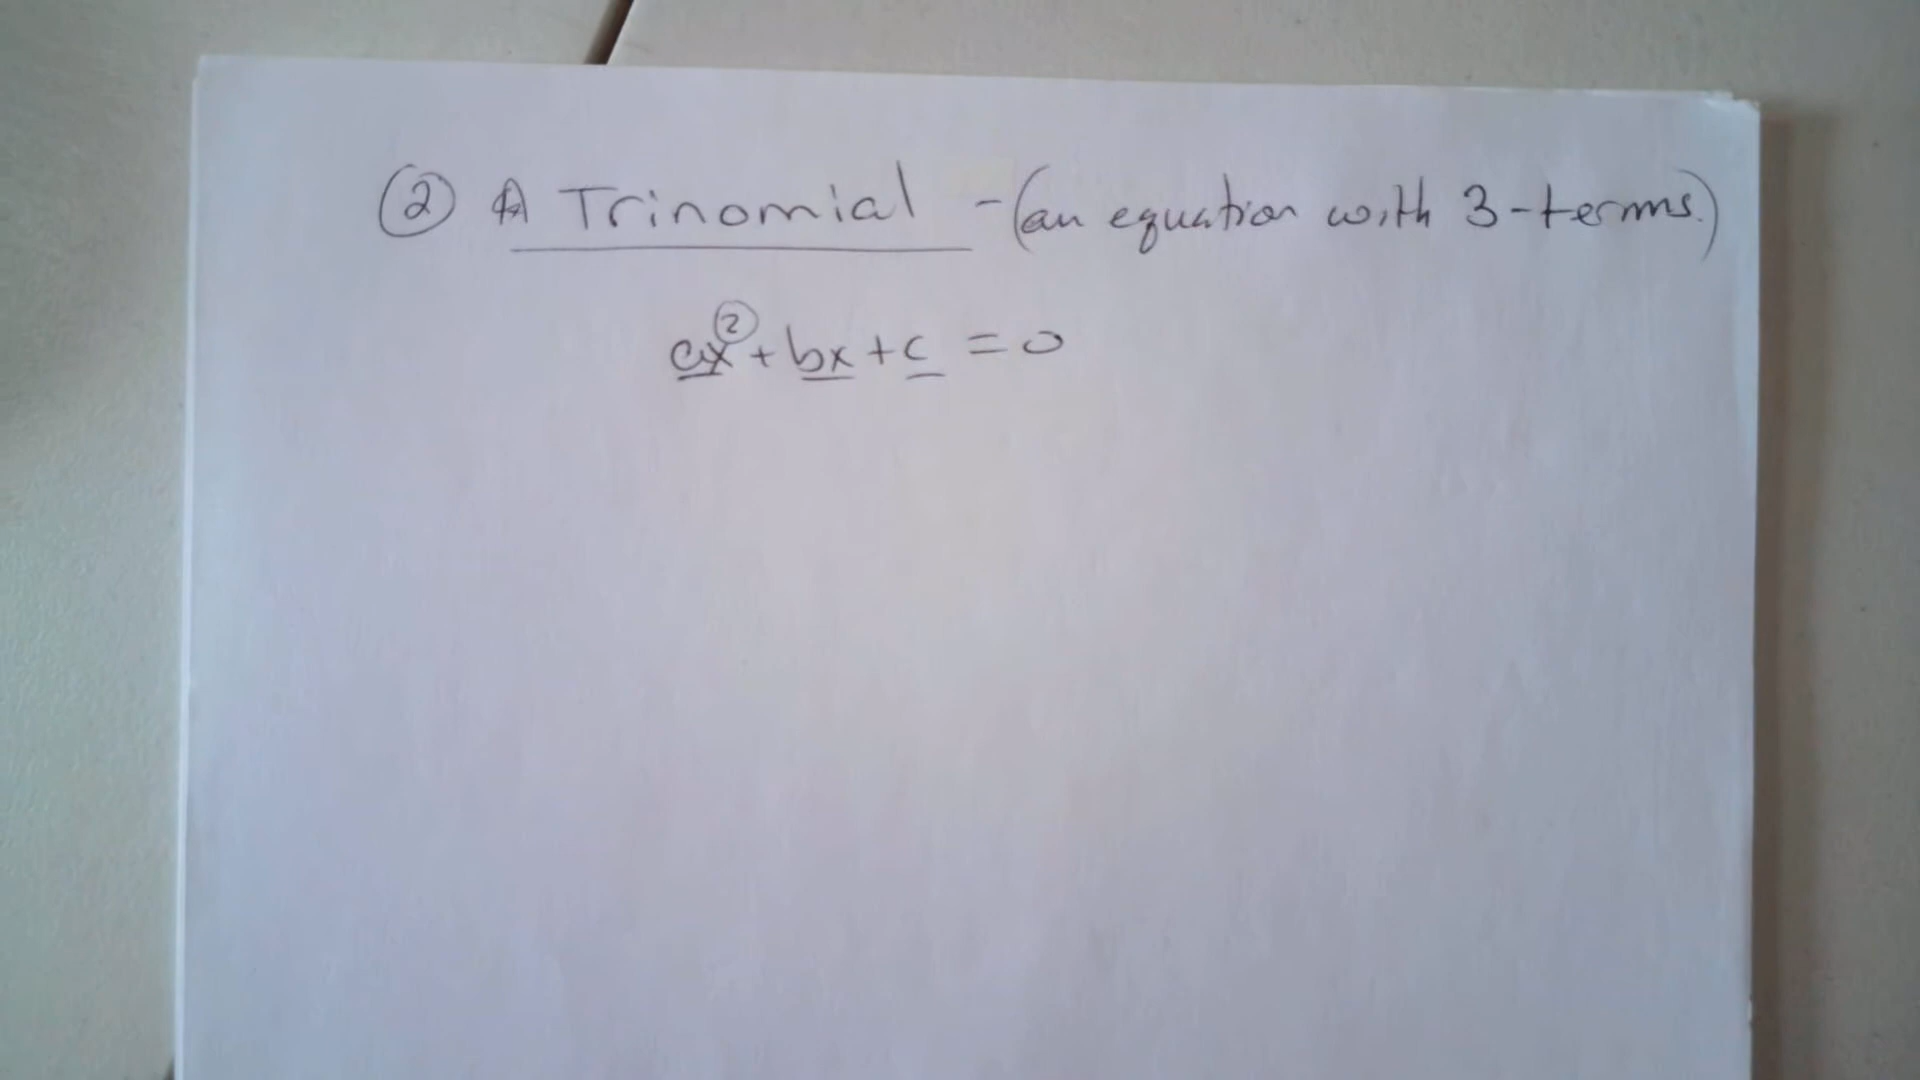 ② A Trinomial - (an equation with 3-terms.)
ax² + bx + c = 0